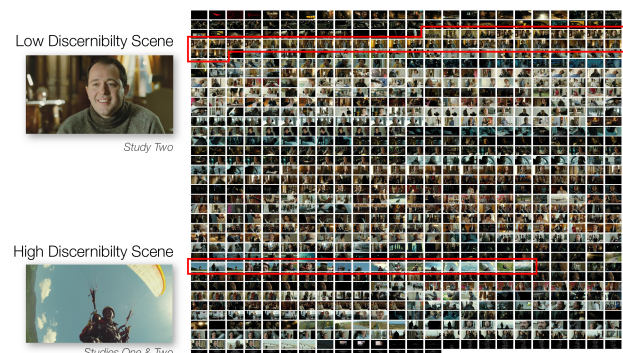 Low Discernibilty Scene
Study Two
High Discernibilty Scene
Studies One & Two